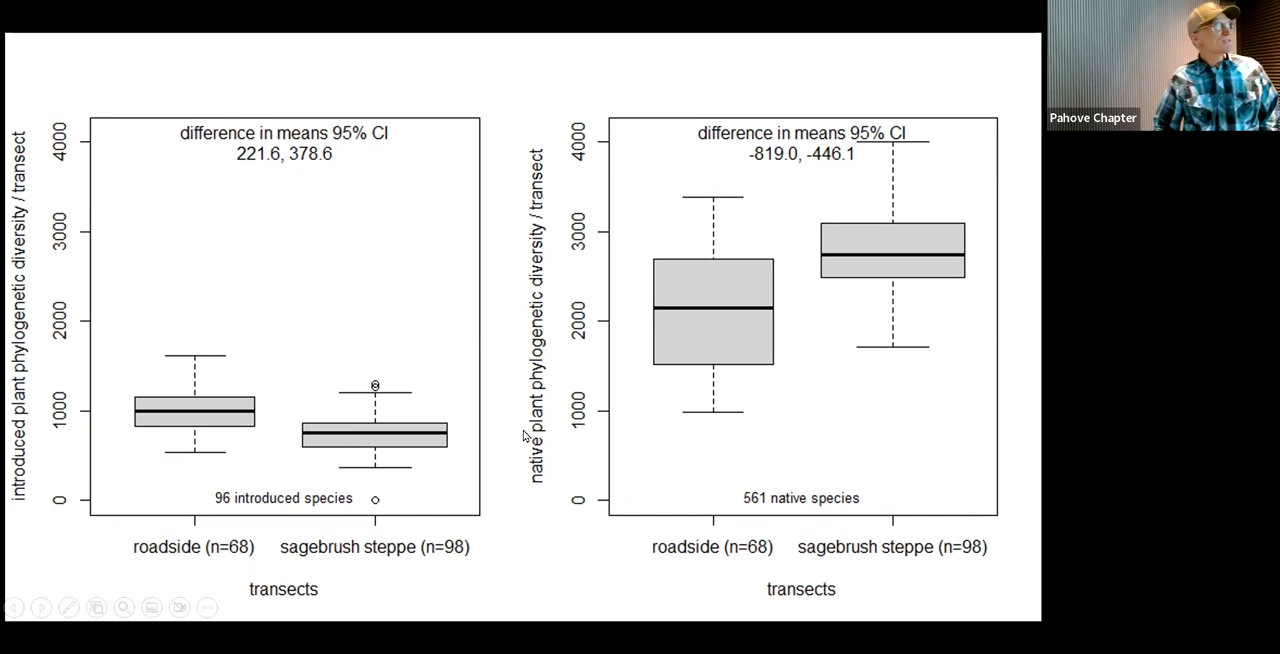 introduced plant phylogenetic diversity / transect
4000
3000
2000
1000
0
difference in means 95% CI
221.6, 378.6
96 introduced species
roadside (n=68)
sagebrush steppe (n=98)
transects
native plant phylogenetic diversity / transect
4000
3000
2000
1000
0
difference in means 95% CI
-819.0, -446.1
561 native species
roadside (n=68)
sagebrush steppe (n=98)
transects
Pahove Chapter